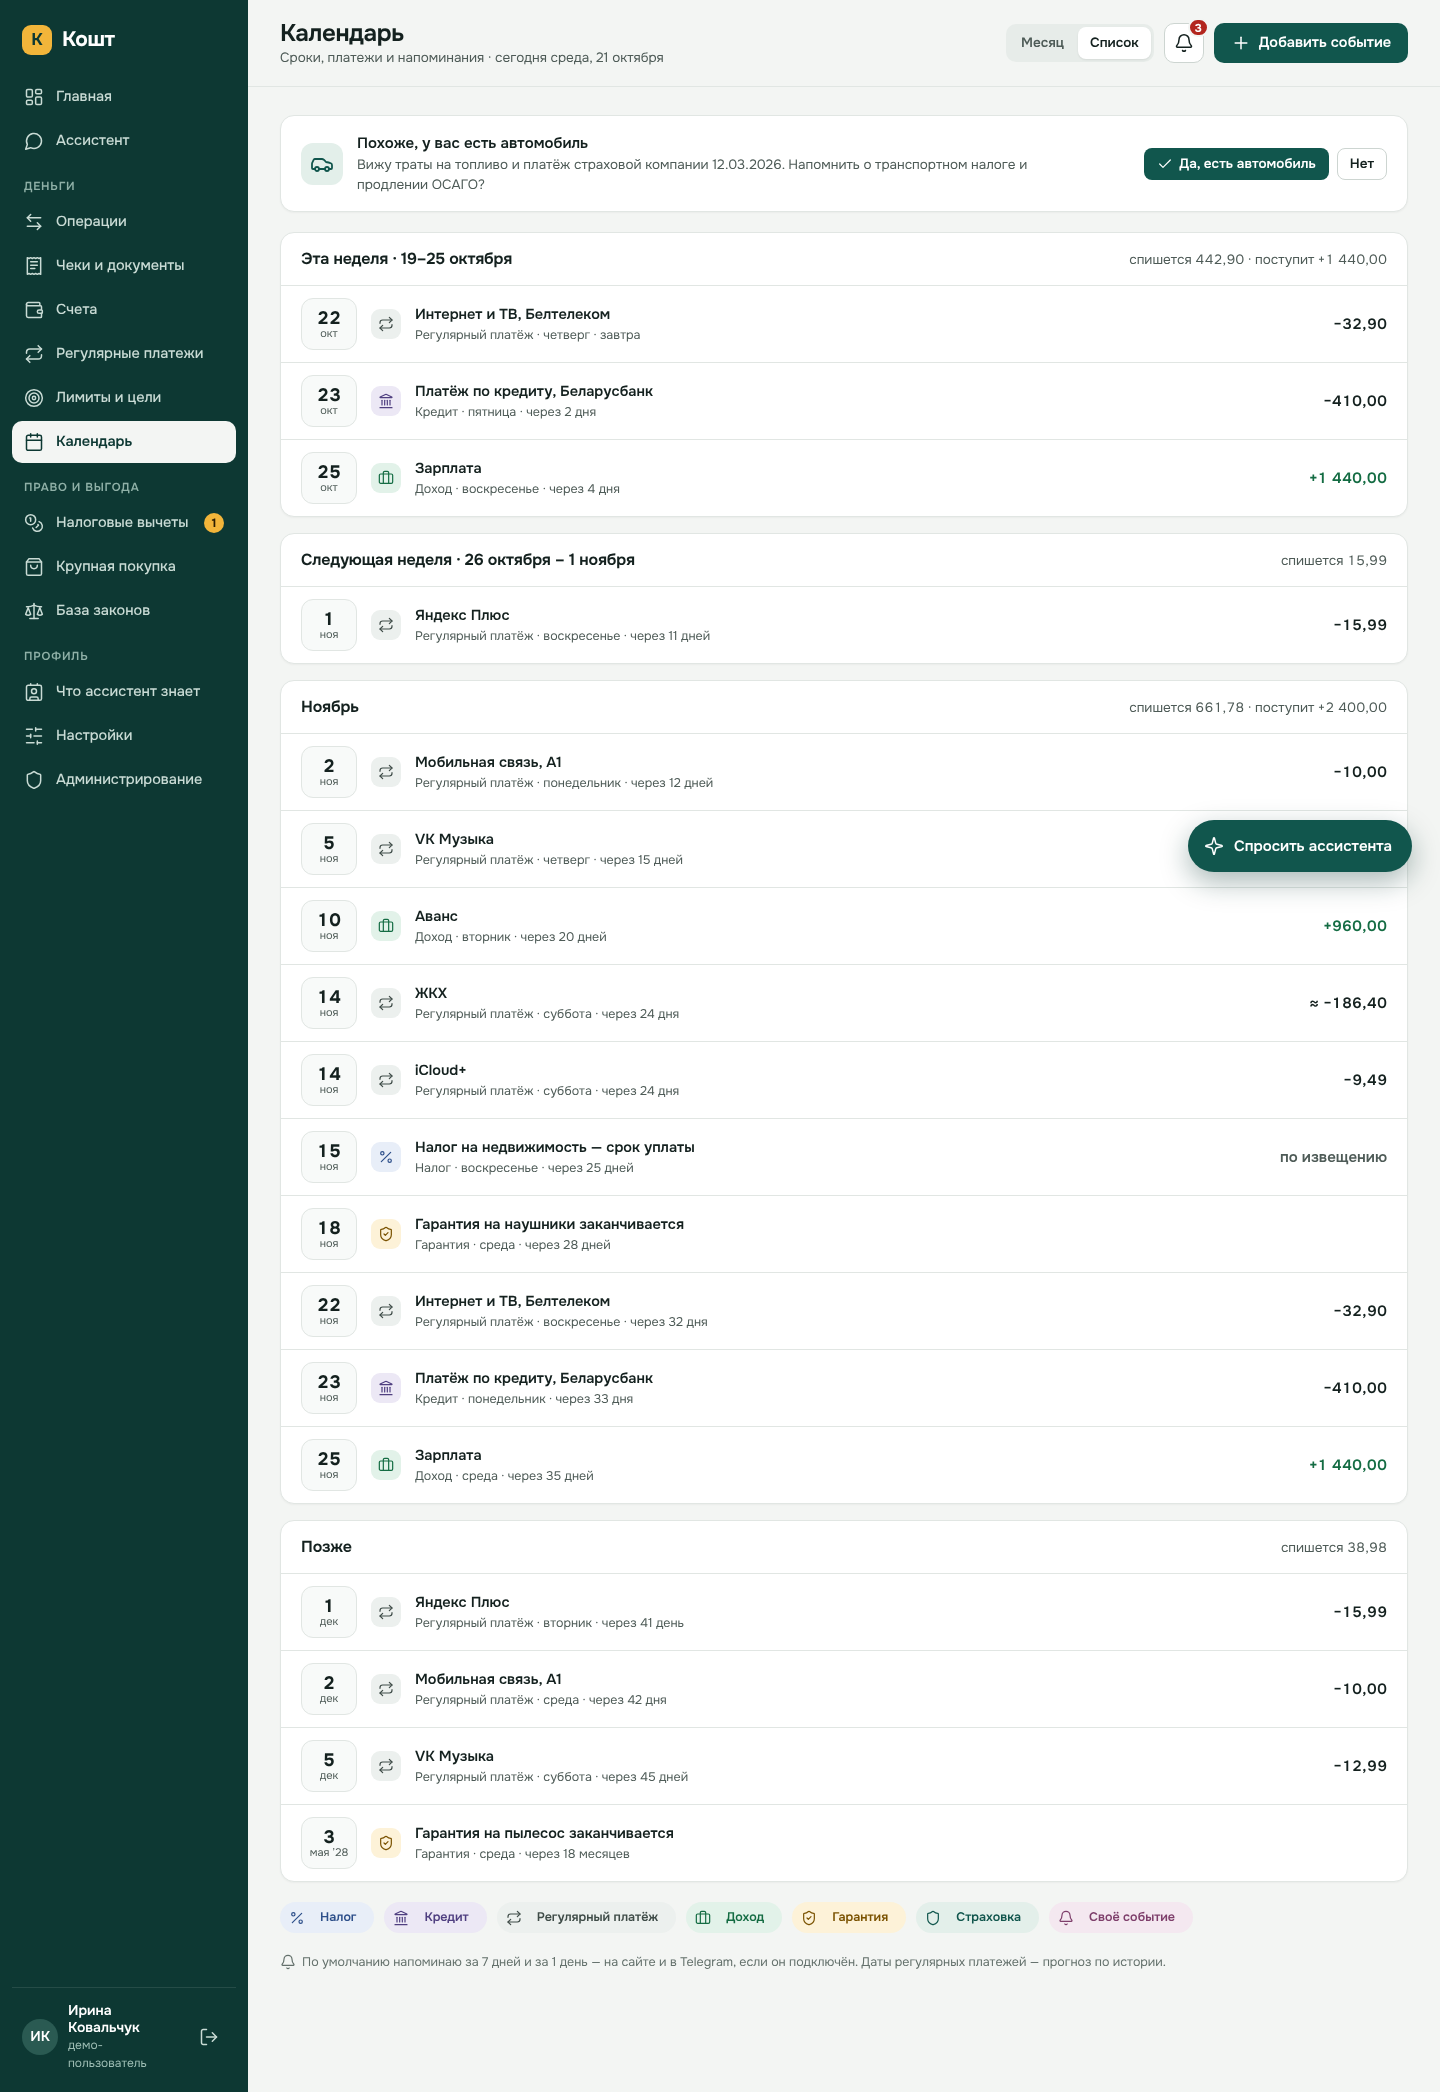 К Кошт
Главная
Ассистент
ДЕНЬГИ
Операции
Чеки и документы
Счета
Регулярные платежи
Лимиты и цели
Календарь
ПРАВО И ВЫГОДА
Налоговые вычеты 1
Крупная покупка
База законов
ПРОФИЛЬ
Что ассистент знает
Настройки
Администрирование
ИК
Ирина
Ковальчук
демо-
пользователь
Календарь
Сроки, платежи и напоминания · сегодня среда, 21 октября
Месяц Список 3 Добавить событие
Похоже, у вас есть автомобиль
Вижу траты на топливо и платёж страховой компании 12.03.2026. Напомнить о транспортном налоге и
продлении ОСАГО?
Да, есть автомобиль Нет
Эта неделя · 19–25 октября спишется 442,90 · поступит +1 440,00
22 окт
Интернет и ТВ, Белтелеком
Регулярный платёж · четверг · завтра
−32,90
23 окт
Платёж по кредиту, Беларусбанк
Кредит · пятница · через 2 дня
−410,00
25 окт
Зарплата
Доход · воскресенье · через 4 дня
+1 440,00
Следующая неделя · 26 октября – 1 ноября спишется 15,99
1 ноя
Яндекс Плюс
Регулярный платёж · воскресенье · через 11 дней
−15,99
Ноябрь спишется 661,78 · поступит +2 400,00
2 ноя
Мобильная связь, А1
Регулярный платёж · понедельник · через 12 дней
−10,00
5 ноя
VK Музыка
Регулярный платёж · четверг · через 15 дней
Спросить ассистента
10 ноя
Аванс
Доход · вторник · через 20 дней
+960,00
14 ноя
ЖКХ
Регулярный платёж · суббота · через 24 дня
≈ −186,40
14 ноя
iCloud+
Регулярный платёж · суббота · через 24 дня
−9,49
15 ноя
Налог на недвижимость — срок уплаты
Налог · воскресенье · через 25 дней
по извещению
18 ноя
Гарантия на наушники заканчивается
Гарантия · среда · через 28 дней
22 ноя
Интернет и ТВ, Белтелеком
Регулярный платёж · воскресенье · через 32 дня
−32,90
23 ноя
Платёж по кредиту, Беларусбанк
Кредит · понедельник · через 33 дня
−410,00
25 ноя
Зарплата
Доход · среда · через 35 дней
+1 440,00
Позже спишется 38,98
1 дек
Яндекс Плюс
Регулярный платёж · вторник · через 41 день
−15,99
2 дек
Мобильная связь, А1
Регулярный платёж · среда · через 42 дня
−10,00
5 дек
VK Музыка
Регулярный платёж · суббота · через 45 дней
−12,99
3 мая '28
Гарантия на пылесос заканчивается
Гарантия · среда · через 18 месяцев
Налог Кредит Регулярный платёж Доход Гарантия Страховка Своё событие
По умолчанию напоминаю за 7 дней и за 1 день — на сайте и в Telegram, если он подключён. Даты регулярных платежей — прогноз по истории.